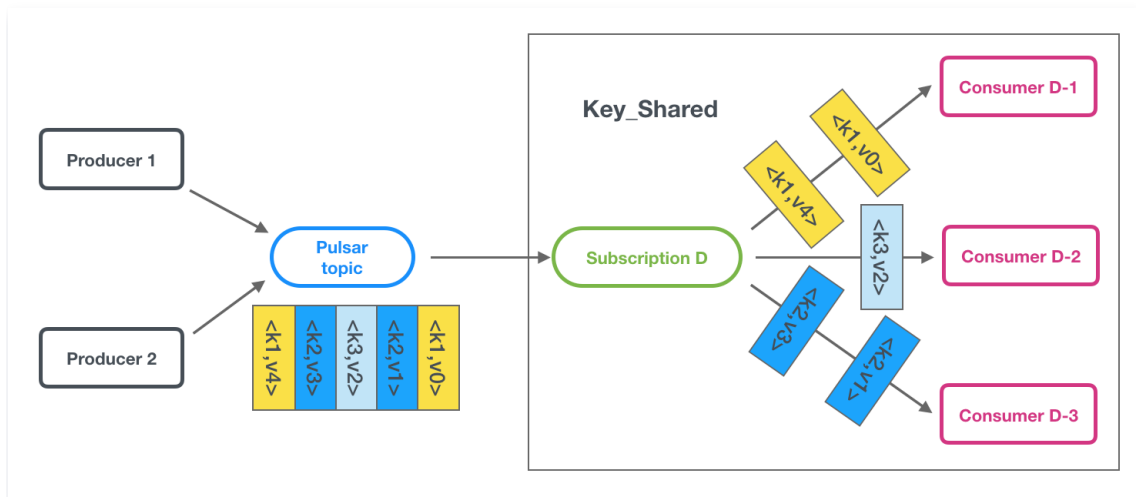 Key_Shared
Producer 1
Producer 2
Pulsar
topic
<k1,v4>
<k2,v3>
<k3,v2>
<k2,v1>
<k1,v0>
Subscription D
<k1,v4>
<k1,v0>
<k3,v2>
<k2,v3>
<k2,v1>
Consumer D-1
Consumer D-2
Consumer D-3